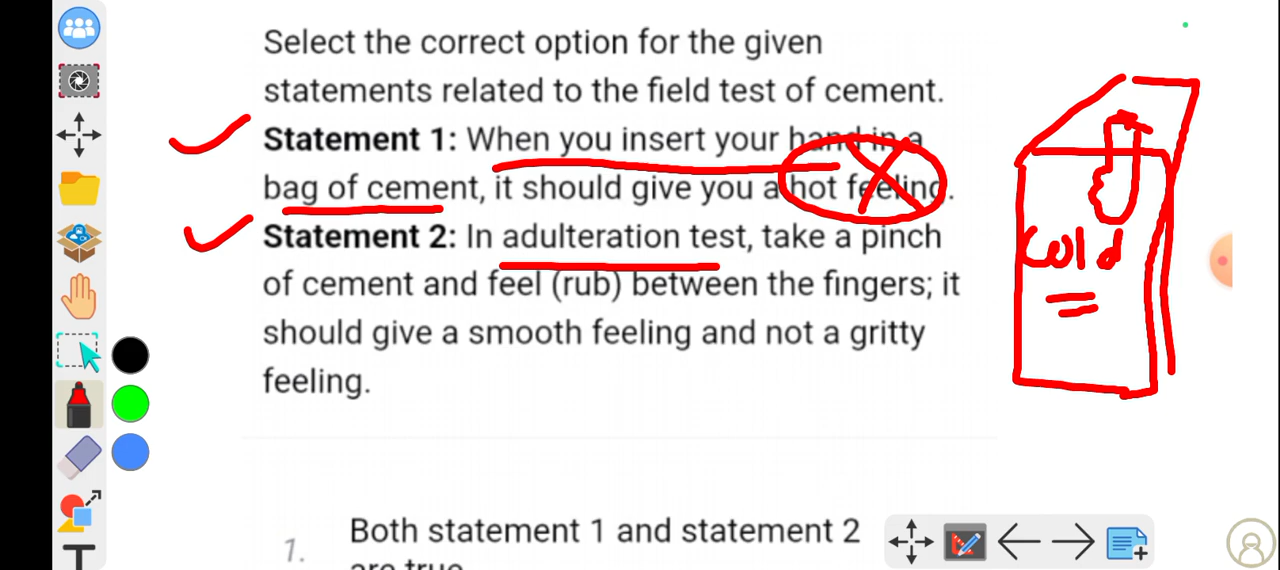 Select the correct option for the given
statements related to the field test of cement.
Statement 1: When you insert your hand in a
bag of cement, it should give you a hot feeling.
Statement 2: In adulteration test, take a pinch
of cement and feel (rub) between the fingers; it
should give a smooth feeling and not a gritty
feeling.
Cold
1. Both statement 1 and statement 2
are true
T